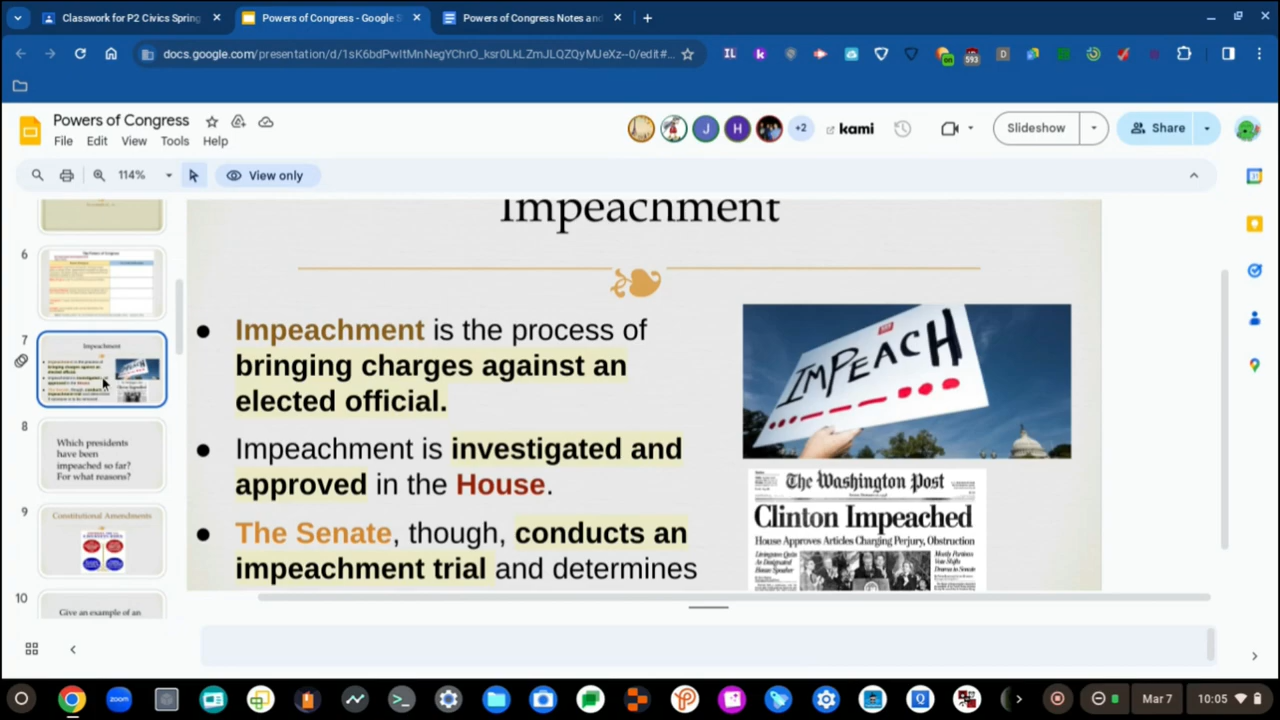 Classwork for P2 Civics Spring
Powers of Congress - Google S
Powers of Congress Notes and
docs.google.com/presentation/d/1sK6bdPwItMnNegYChrO_ksr0LkLZmJLQZQyMJeXz--0/edit#...
593
Powers of Congress
File Edit View Tools Help
J H +2 kami Slideshow Share
114% View only
6
7
8
9
10
Impeachment
Which presidents
have been
impeached so far?
For what reasons?
Constitutional Amendments
Give an example of an
Impeachment
Impeachment is the process of
bringing charges against an
elected official.
Impeachment is investigated and
approved in the House.
The Senate, though, conducts an
impeachment trial and determines
IMPEACH
The Washington Post
Clinton Impeached
House Approves Articles Charging Perjury, Obstruction
zoom
Mar 7 10:05